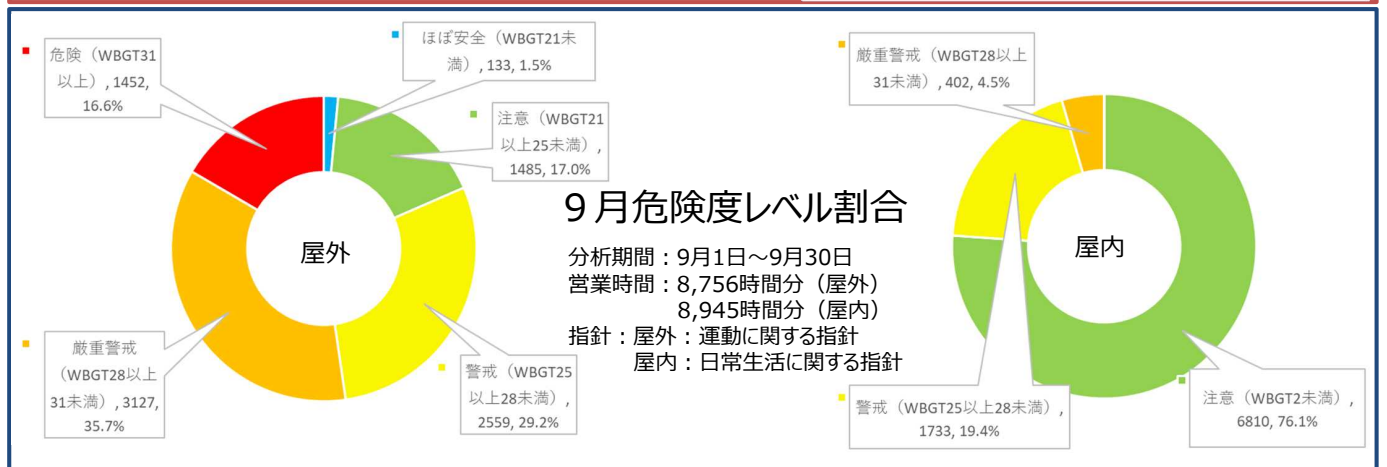 危険（WBGT31
以上）, 1452,
16.6%
ほぼ安全（WBGT21未
満）, 133, 1.5%
注意（WBGT21
以上25未満）,
1485, 17.0%
屋外
厳重警戒
（WBGT28以上
31未満）, 3127,
35.7%
警戒（WBGT25
以上28未満）,
2559, 29.2%
９月危険度レベル割合
分析期間：9月1日～9月30日
営業時間：8,756時間分（屋外）
8,945時間分（屋内）
指針：屋外：運動に関する指針
屋内：日常生活に関する指針
厳重警戒（WBGT28以上
31未満）, 402, 4.5%
屋内
警戒（WBGT25以上28未満）,
1733, 19.4%
注意（WBGT2未満）,
6810, 76.1%